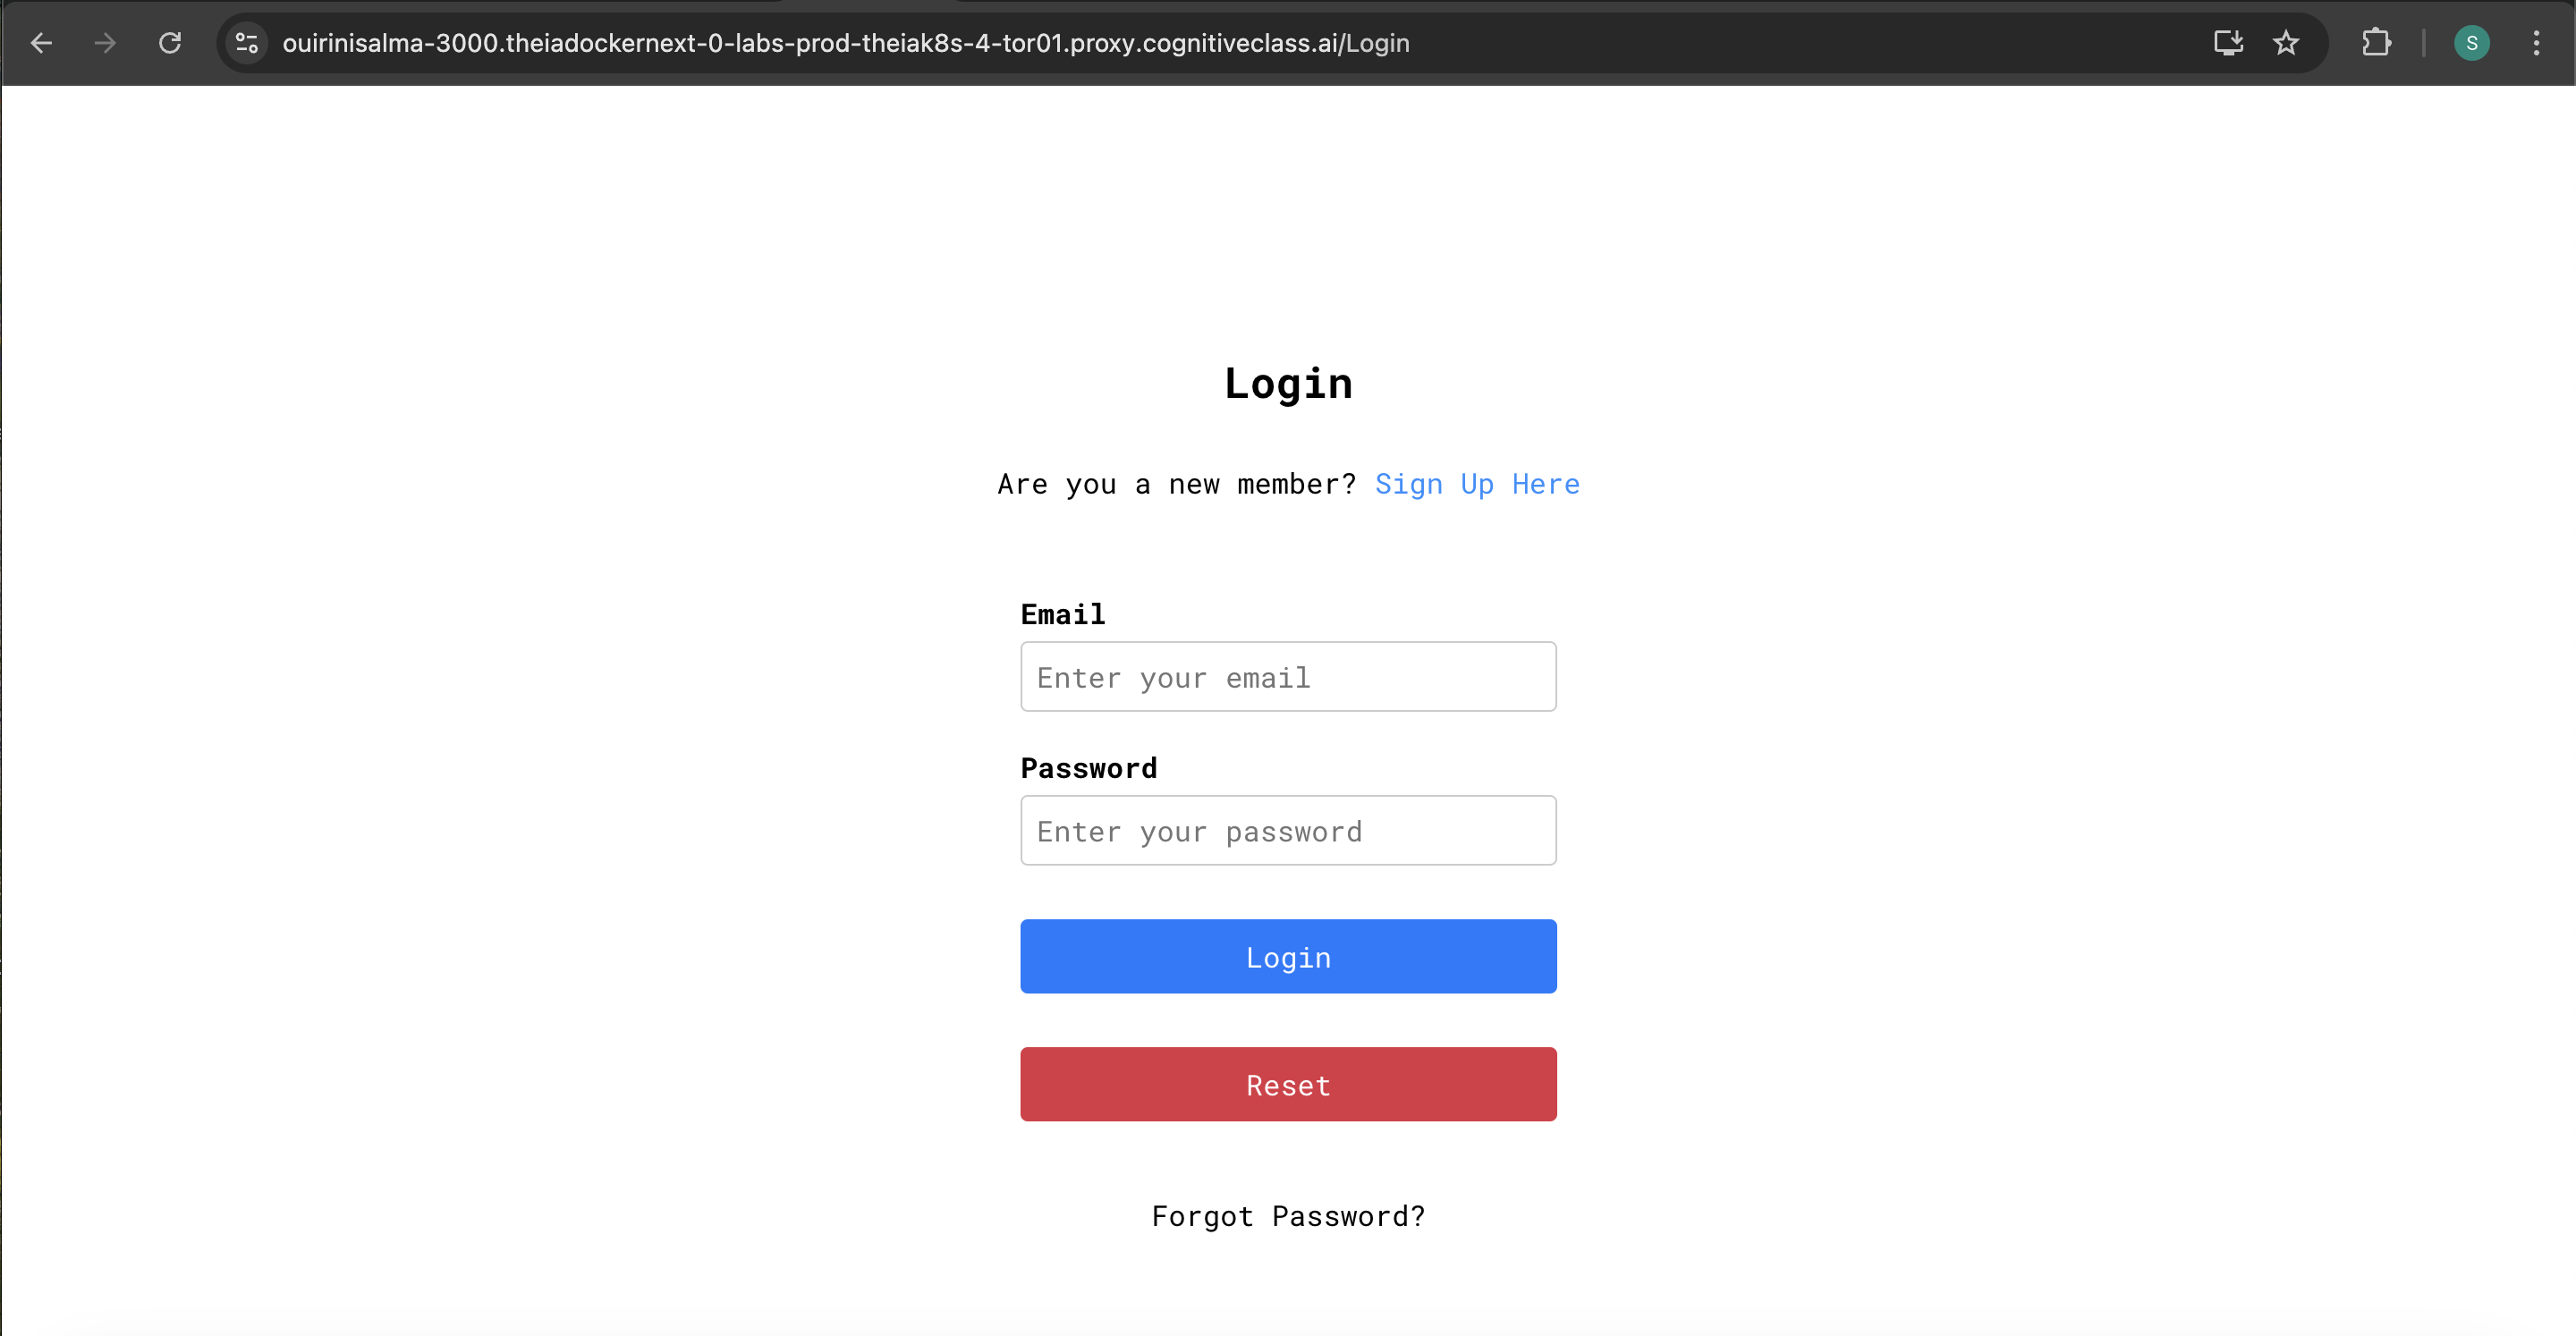 ouirinisalma-3000.theiadockernext-0-labs-prod-theiak8s-4-tor01.proxy.cognitiveclass.ai/Login
S
Login
Are you a new member? Sign Up Here
Email
Enter your email
Password
Enter your password
Login
Reset
Forgot Password?